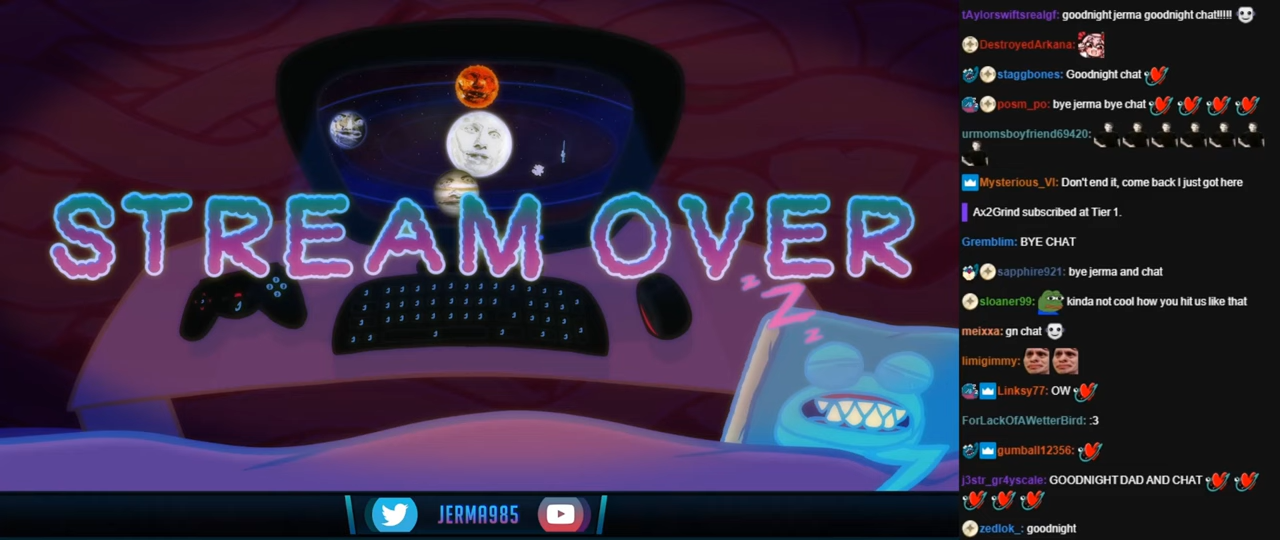 STREAM OVER
z
Z
z
JERMA985
tAylorswiftsrealgf: goodnight jerma goodnight chat!!!!!
DestroyedArkana:
staggbones: Goodnight chat
posm_po: bye jerma bye chat
urmomsboyfriend69420:
Mysterious_VI: Don't end it, come back I just got here
Ax2Grind subscribed at Tier 1.
Gremblim: BYE CHAT
sapphire921: bye jerma and chat
sloaner99: kinda not cool how you hit us like that
meixxa: gn chat
limigimmy:
Linksy77: OW
ForLackOfAWetterBird: :3
gumball12356:
j3str_gr4yscale: GOODNIGHT DAD AND CHAT
zedlok_: goodnight